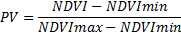 PV = NDVI − NDVImin / NDVImax − NDVImin